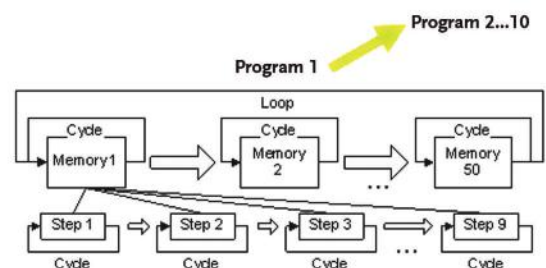 Program 2...10
Program 1
Loop
Cycle
Cycle
Cycle
Memory1
Memory
2
...
Memory
50
Step 1
Step 2
Step 3
...
Step 9
Cycle
Cycle
Cycle
Cycle